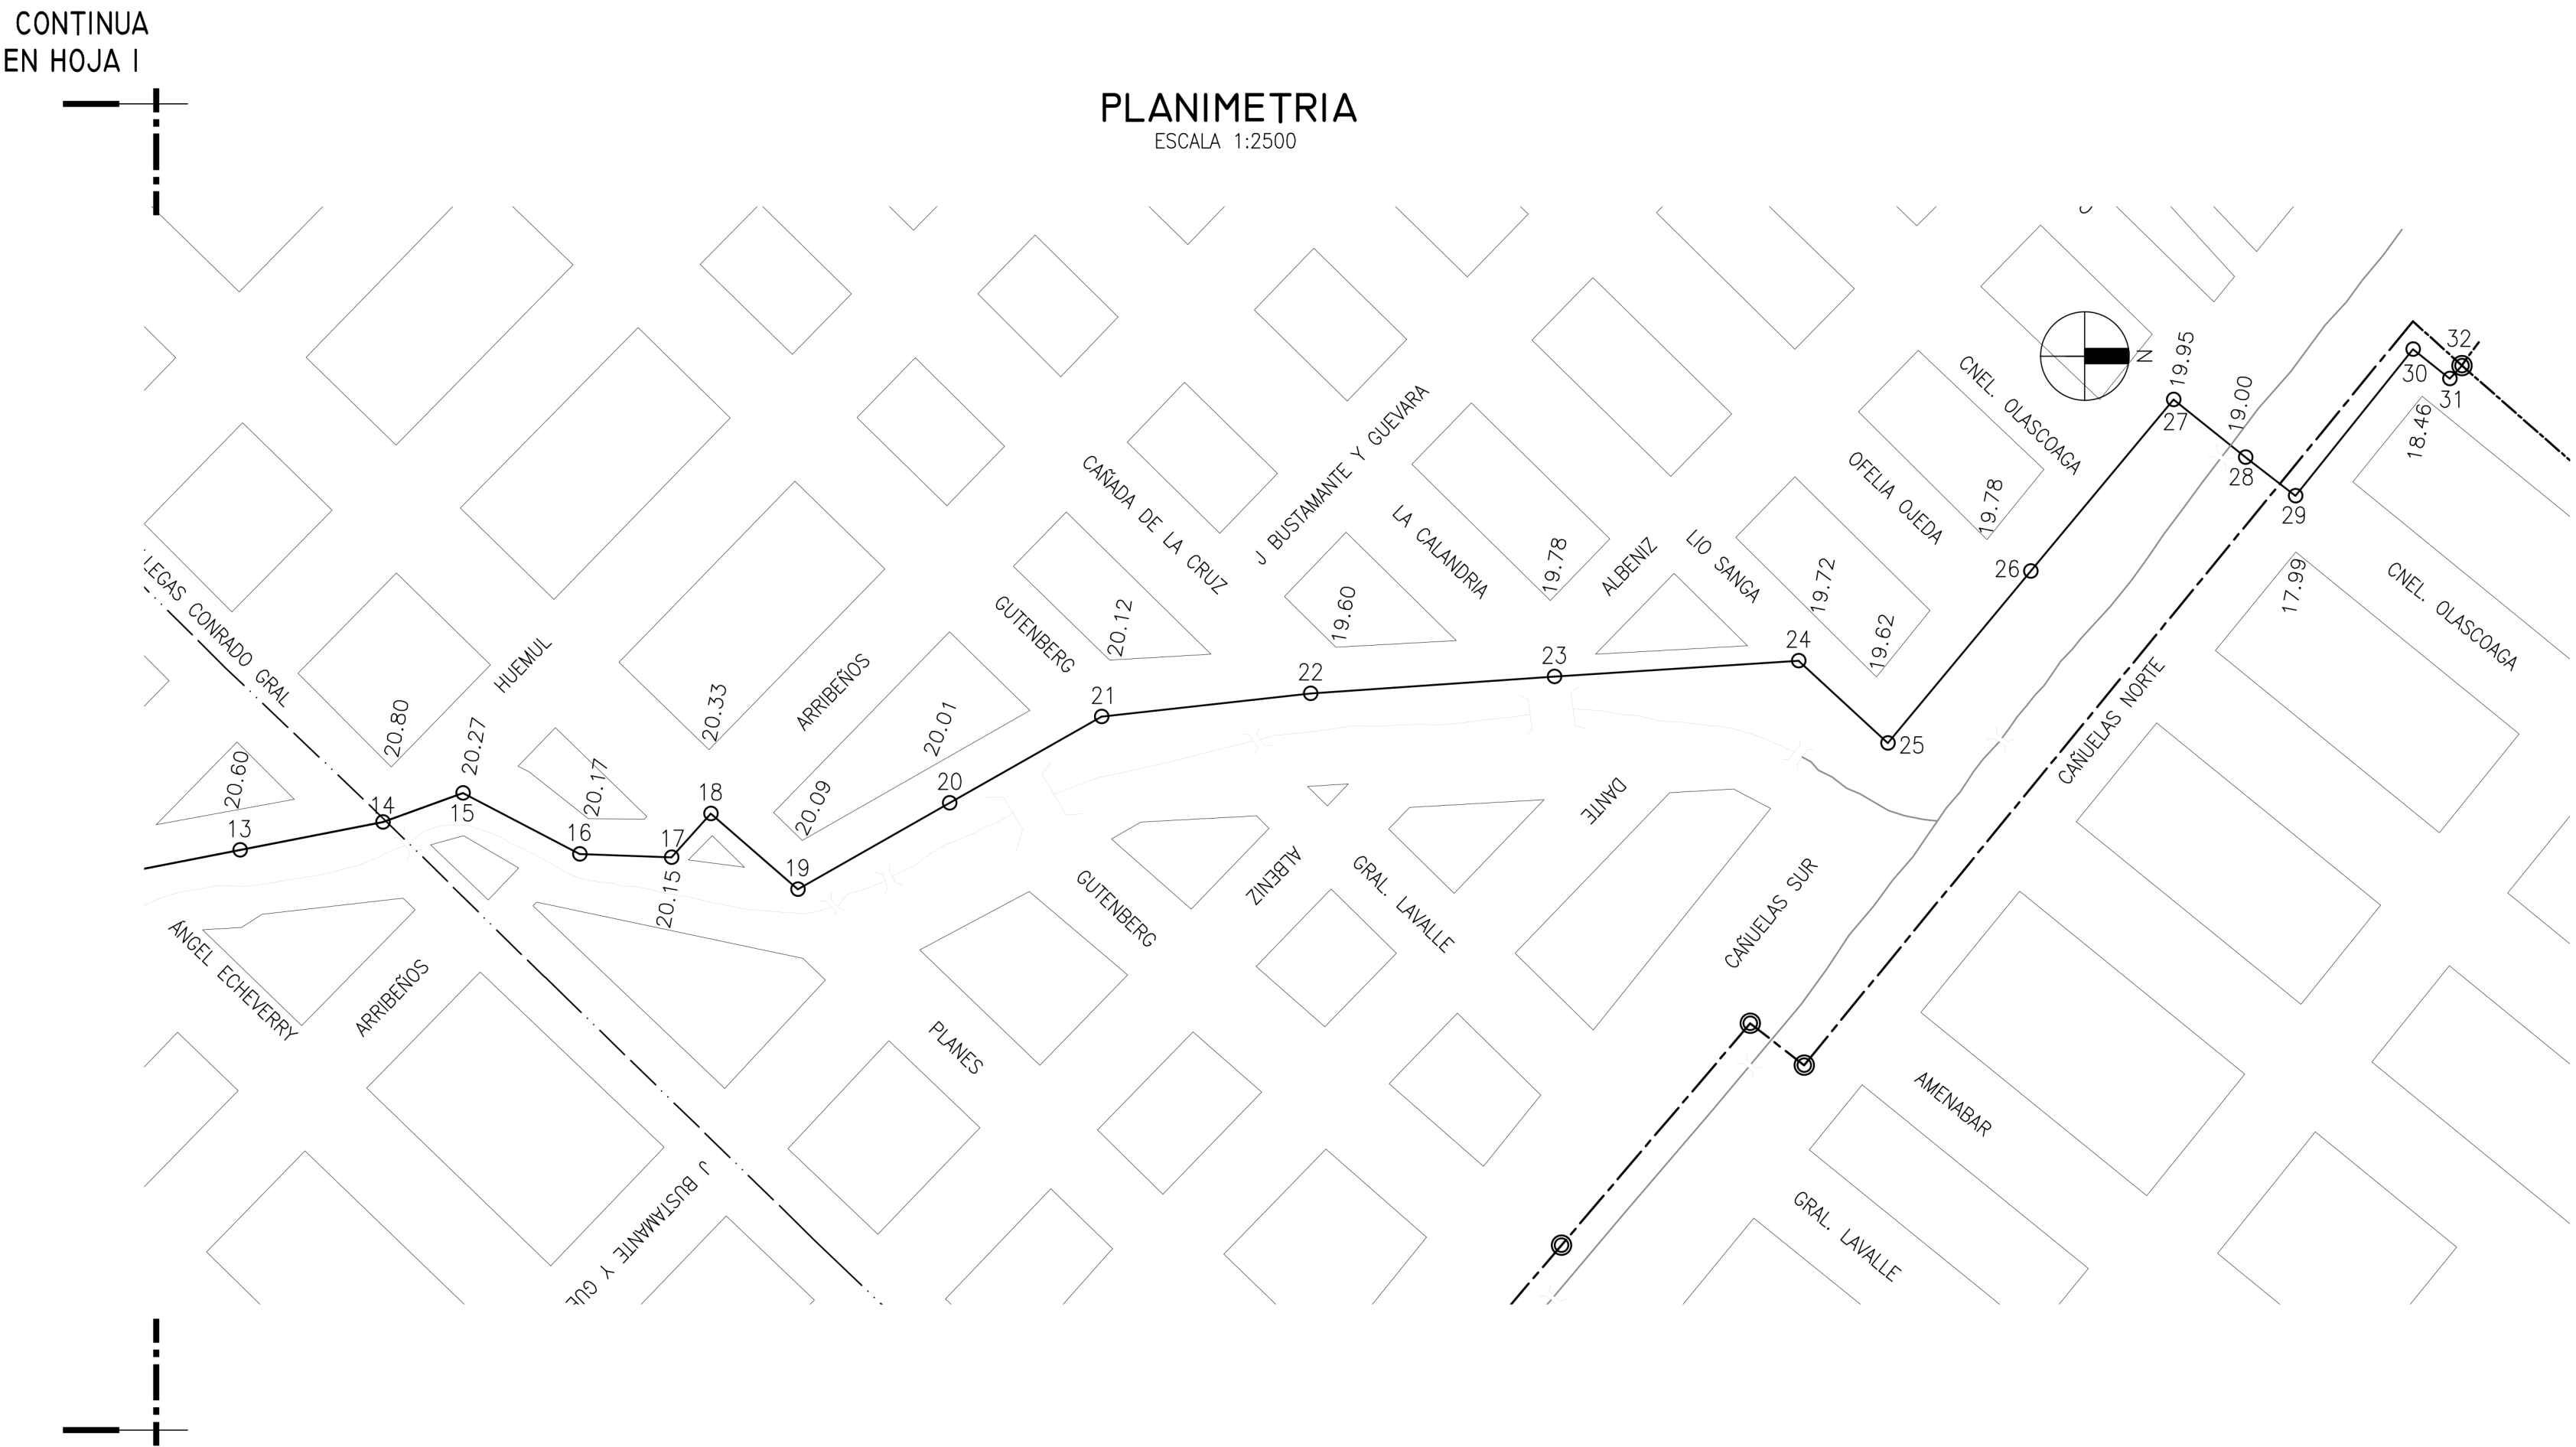 CONTINUA
EN HOJA I
PLANIMETRIA
ESCALA 1:2500
N
32
19.95
30
31
27
19.00
28
29
18.46
CNEL. OLASCOAGA
J BUSTAMANTE Y GUEVARA
CAÑADA DE LA CRUZ
OFELIA OJEDA
19.78
LA CALANDRIA
19.78
ALBENIZ
LIO SANGA
26
19.72
17.99
CNEL. OLASCOAGA
LEGAS CONRADO GRAL
HUEMUL
GUTENBERG
20.12
19.60
19.62
24
23
22
21
25
ARRIBEÑOS
20.33
20.80
20.27
20.01
CAÑUELAS NORTE
20.60
13
14
15
20.17
16
17
18
20.09
20
19
20.15
DANTE
ALBENIZ
GRAL. LAVALLE
CAÑUELAS SUR
GUTENBERG
ÁNGEL ECHEVERRY
ARRIBEÑOS
PLANES
AMENABAR
J BUSTAMANTE Y GUE
GRAL. LAVALLE